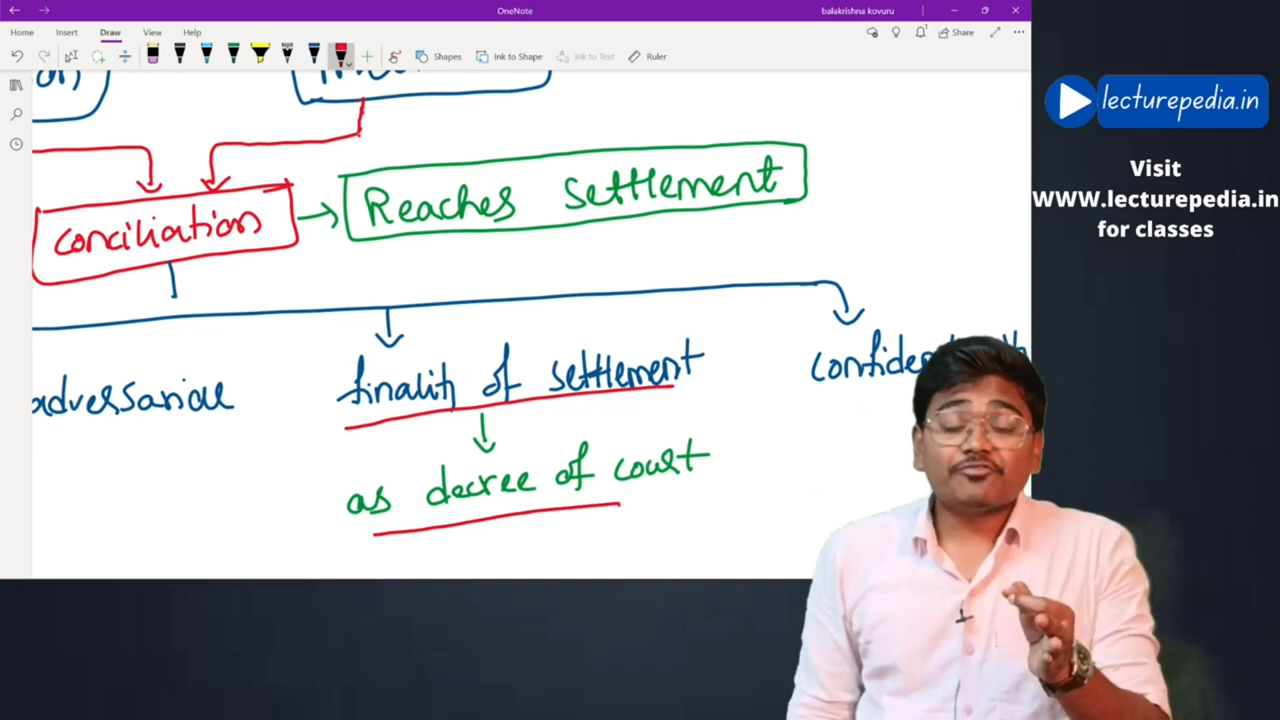 OneNote
balakrishna kovuru
Home Insert Draw View Help
Share
Shapes Ink to Shape Ink to Text Ruler
lecturepedia.in
Visit
WWW.lecturepedia.in
for classes
conciliation
Reaches Settlement
adversarial
finality of settlement
as decree of court